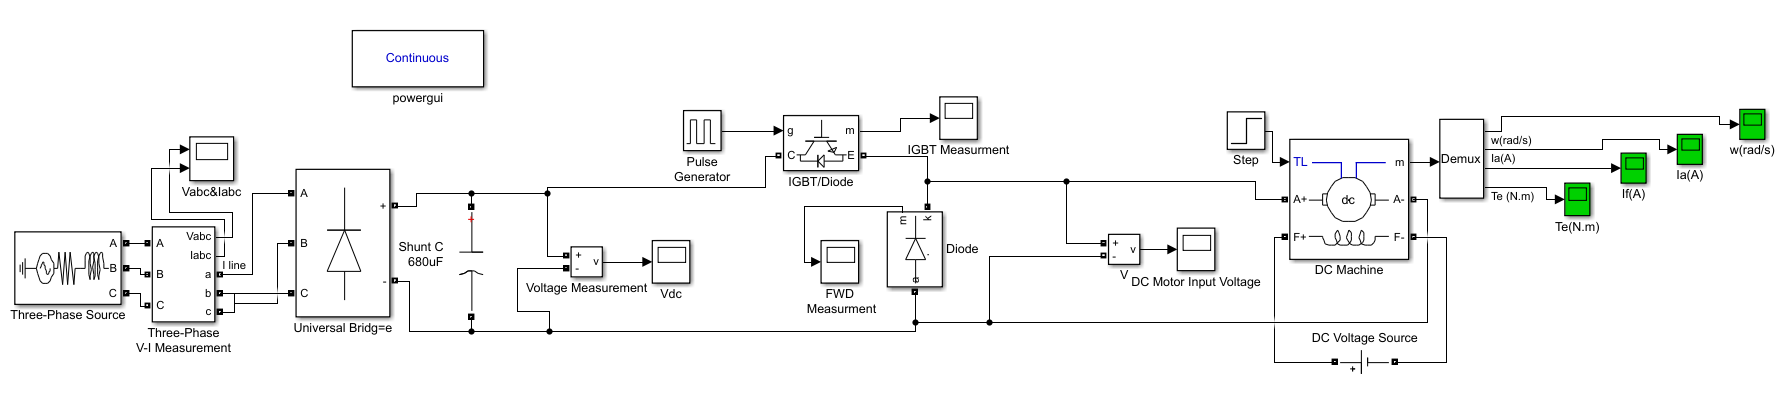 Continuous
powergui
Vabc&Iabc
A
B
C
Three-Phase Source
A
B
C
Vabc
Iabc
a
b
c
Three-Phase
V-I Measurement
I line
A
B
C
+
-
Universal Bridg=e
+
Shunt C
680uF
+
-
v
Voltage Measurement
Vdc
Pulse
Generator
g
m
C
E
IGBT/Diode
IGBT Measurment
m
k
a
Diode
FWD
Measurment
+
-
v
V
DC Motor Input Voltage
Step
TL
m
A+
dc
A-
F+
F-
DC Machine
DC Voltage Source
+
Demux
w(rad/s)
Ia(A)
Te (N.m)
w(rad/s)
Ia(A)
If(A)
Te(N.m)